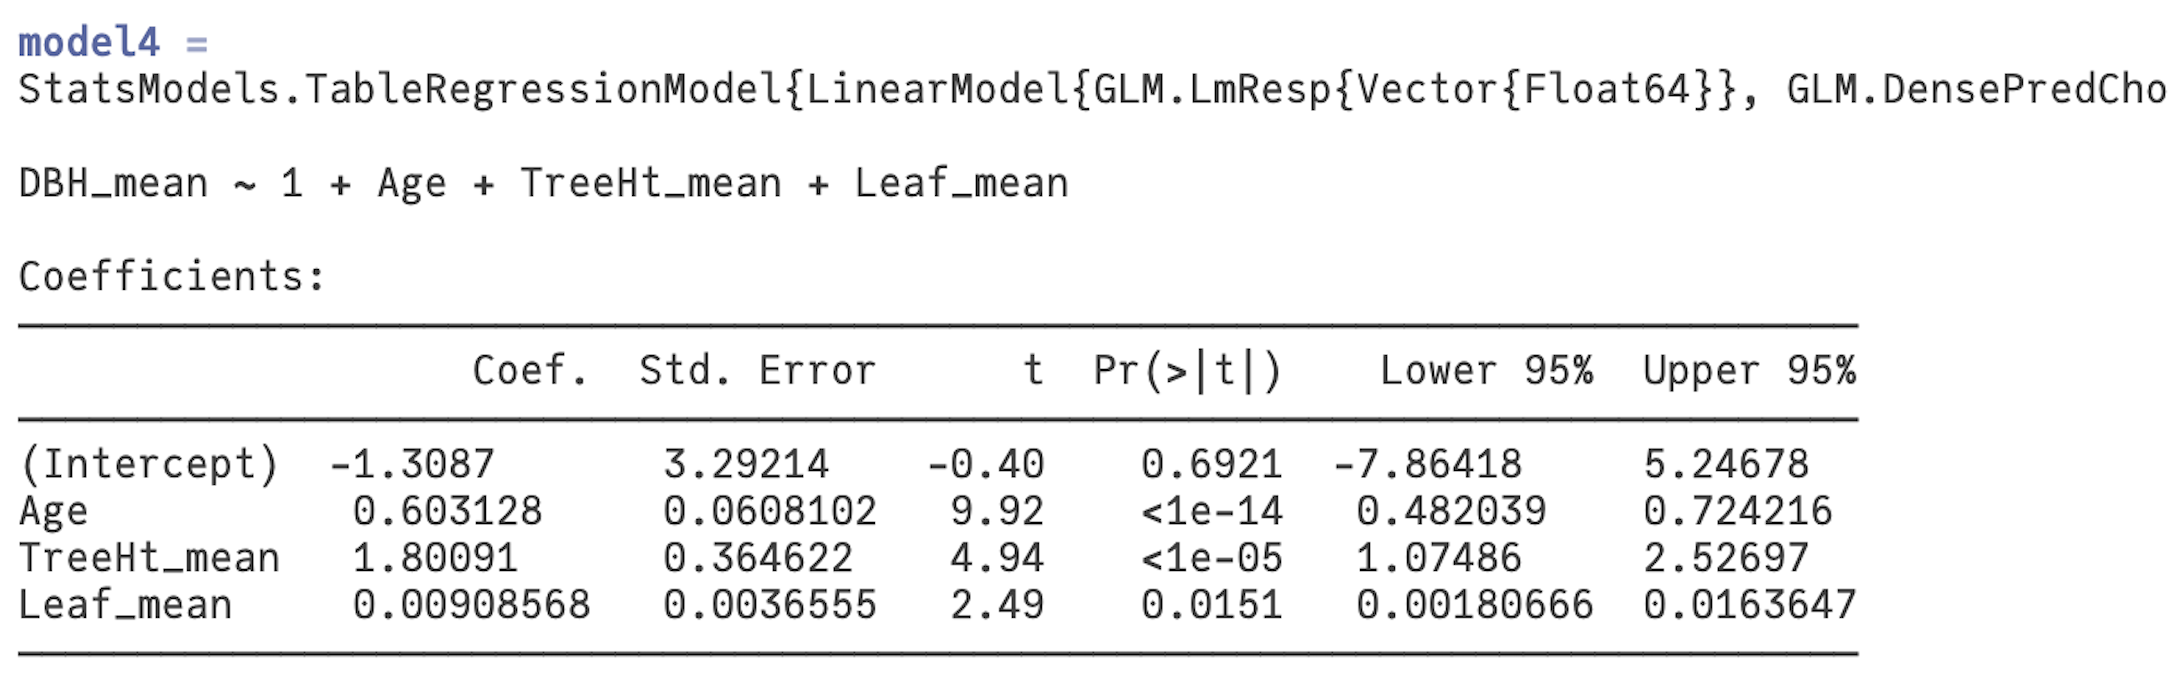 model4 =
StatsModels.TableRegressionModel{LinearModel{GLM.LmResp{Vector{Float64}}, GLM.DensePredCho
DBH_mean ~ 1 + Age + TreeHt_mean + Leaf_mean
Coefficients:
Coef. Std. Error t Pr(>|t|) Lower 95% Upper 95%
(Intercept) -1.3087 3.29214 -0.40 0.6921 -7.86418 5.24678
Age 0.603128 0.0608102 9.92 <1e-14 0.482039 0.724216
TreeHt_mean 1.80091 0.364622 4.94 <1e-05 1.07486 2.52697
Leaf_mean 0.00908568 0.0036555 2.49 0.0151 0.00180666 0.0163647